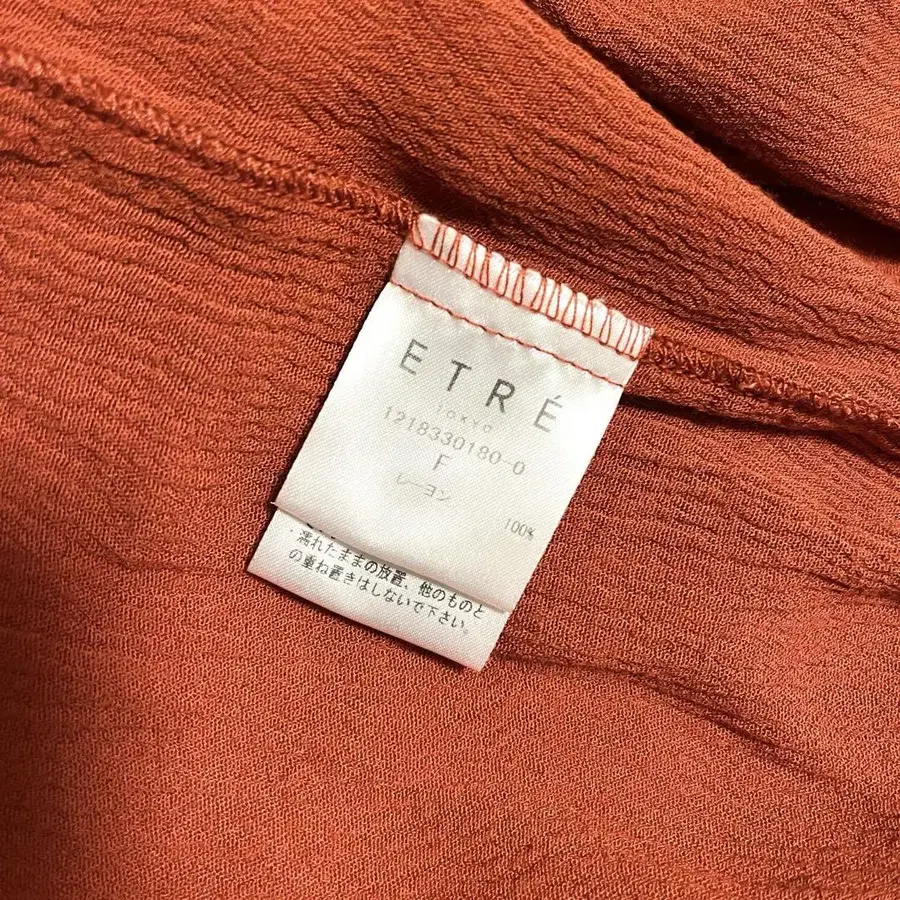 ETRÉ
TOKYO
1218330180-0
F
レーヨン 100%
・濡れたままの放置、他のものと
の重ね置きはしないで下さい。